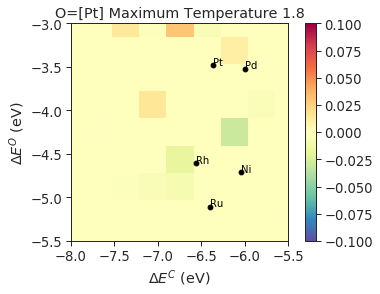 O=[Pt] Maximum Temperature 1.8
−3.0
−3.5
−4.0
−4.5
−5.0
−5.5
ΔE^O (eV)
Pt
Pd
Rh
Ni
Ru
−8.0 −7.5 −7.0 −6.5 −6.0 −5.5
ΔE^C (eV)
0.100
0.075
0.050
0.025
0.000
−0.025
−0.050
−0.075
−0.100